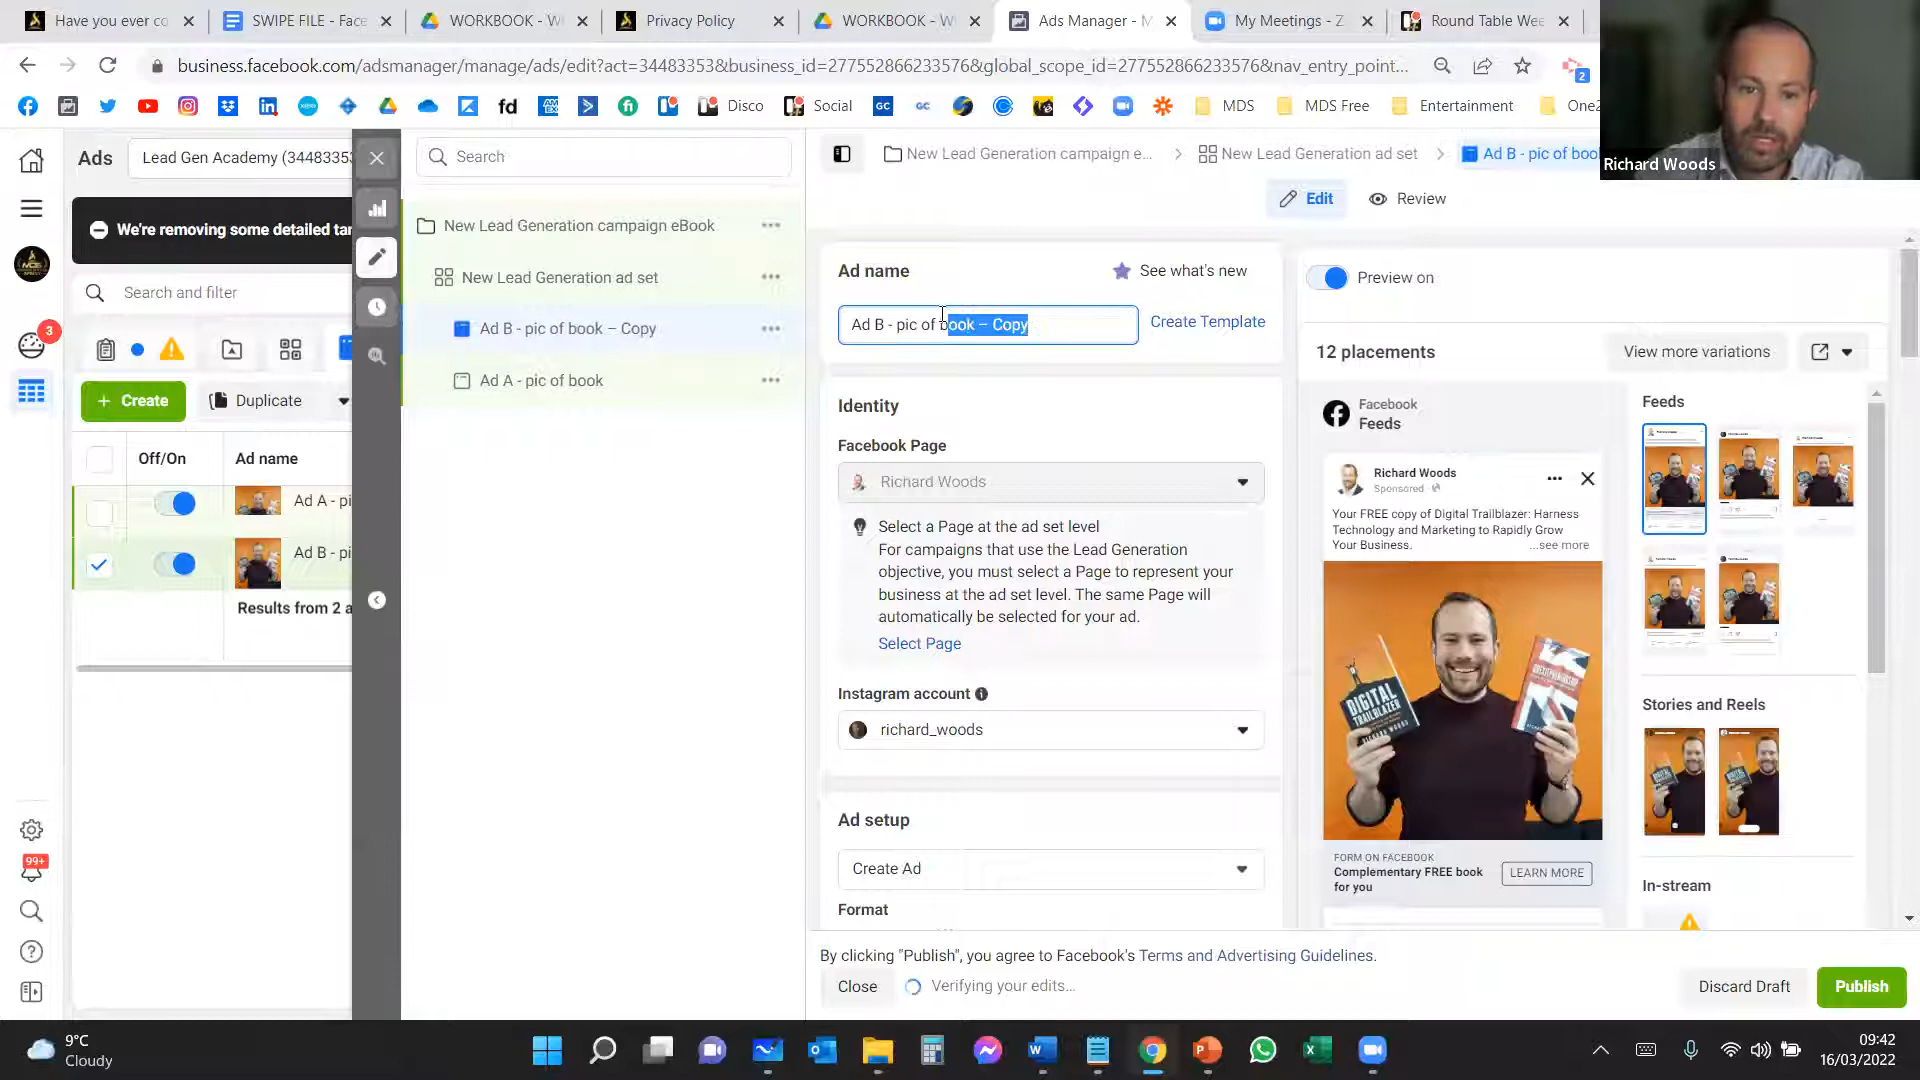 Have you ever co
SWIPE FILE - Face
WORKBOOK - W
Privacy Policy
WORKBOOK - W
Ads Manager - M
My Meetings - Z
Round Table Wee
business.facebook.com/adsmanager/manage/ads/edit?act=34483353&business_id=277552866233576&global_scope_id=277552866233576&nav_entry_point...
2
fd
Disco
Social
GC
GC
MDS
MDS Free
Entertainment
One2
Richard Woods
Ads
Lead Gen Academy (34483353
Search
New Lead Generation campaign e...
New Lead Generation ad set
Ad B - pic of boo
Edit
Review
We're removing some detailed tar
New Lead Generation campaign eBook
New Lead Generation ad set
Ad B - pic of book – Copy
Ad A - pic of book
Search and filter
3
Create
Duplicate
Off/On
Ad name
Ad A - pi
Ad B - pi
Results from 2 a
99+
Ad name
See what's new
Ad B - pic of book – Copy
Create Template
Identity
Facebook Page
Richard Woods
Select a Page at the ad set level
For campaigns that use the Lead Generation
objective, you must select a Page to represent your
business at the ad set level. The same Page will
automatically be selected for your ad.
Select Page
Instagram account
richard_woods
Ad setup
Create Ad
Format
Preview on
12 placements
View more variations
Facebook
Feeds
Richard Woods
Sponsored
Your FREE copy of Digital Trailblazer: Harness
Technology and Marketing to Rapidly Grow
Your Business.
...see more
DIGITAL
TRAILBLAZER
RICHARD WOODS
FORM ON FACEBOOK
Complementary FREE book
for you
LEARN MORE
Feeds
Stories and Reels
In-stream
By clicking "Publish", you agree to Facebook's Terms and Advertising Guidelines.
Close
Verifying your edits...
Discard Draft
Publish
9°C
Cloudy
09:42
16/03/2022